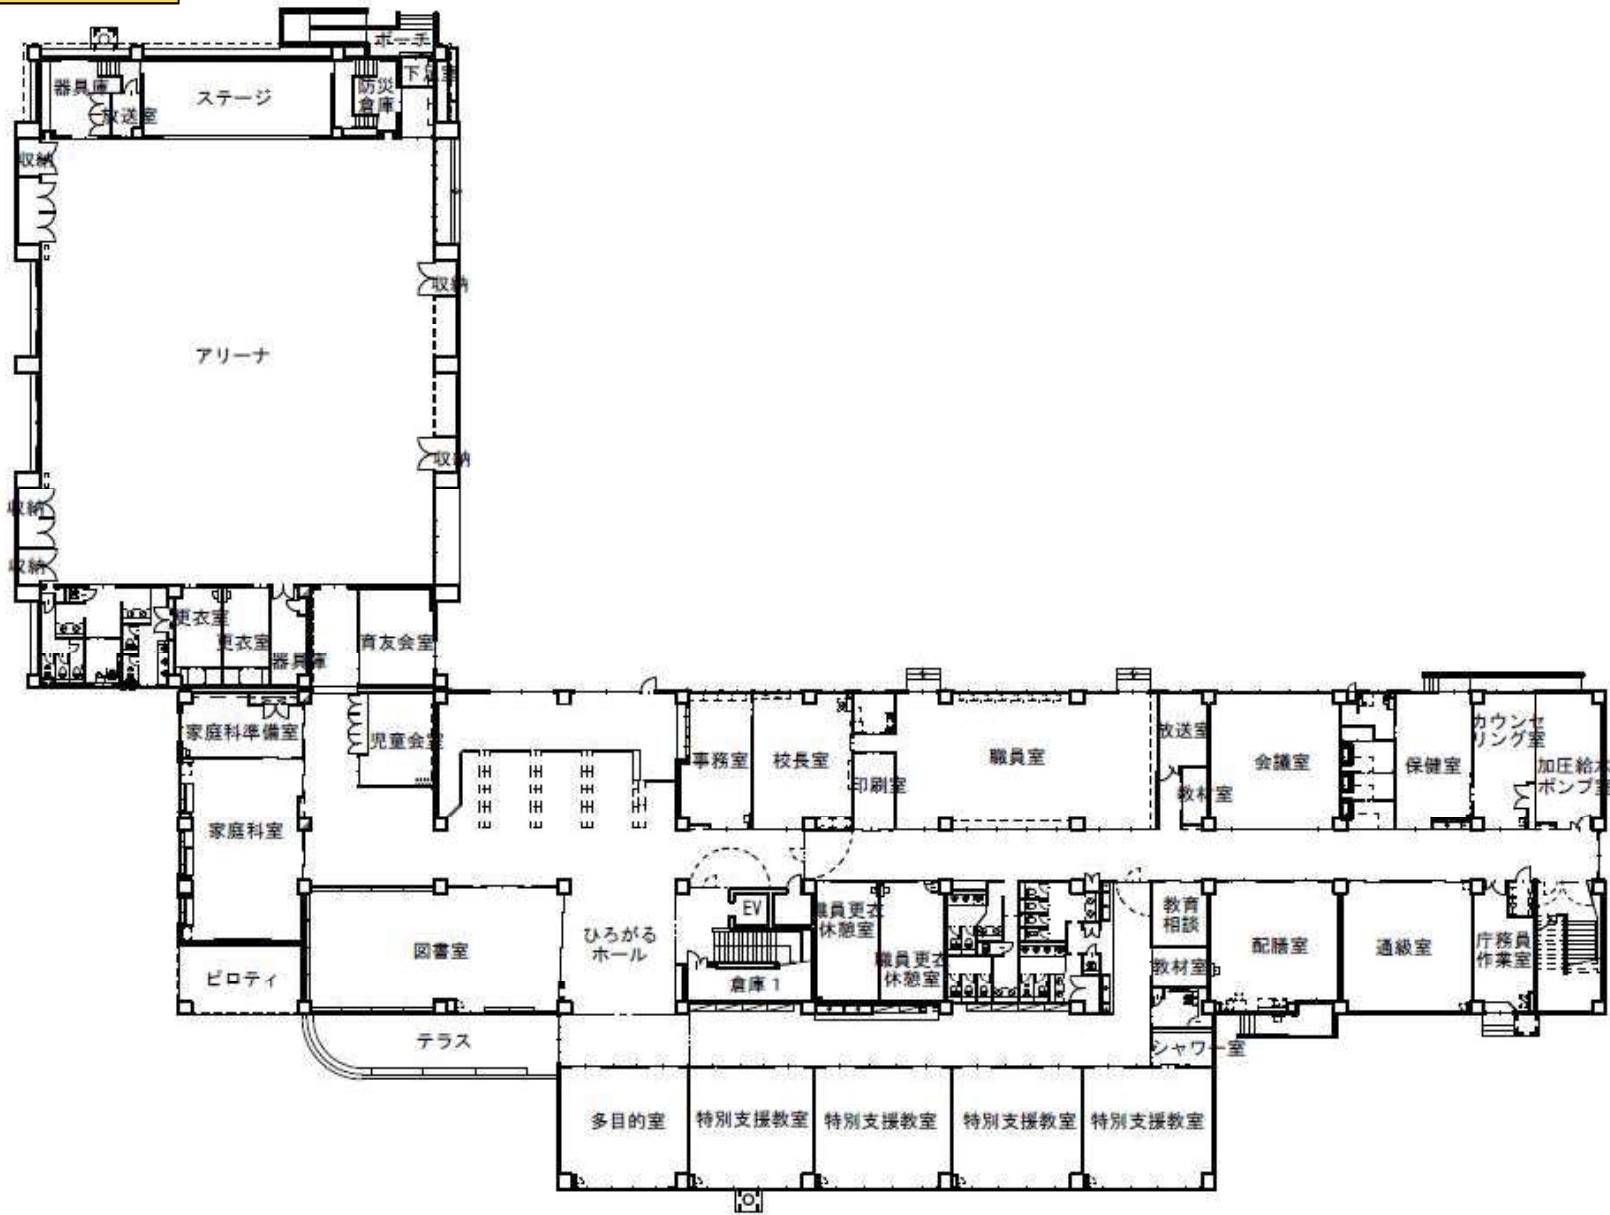 ポーチ
下足室
器具庫
放送室
ステージ
防災
倉庫
収納
収納
アリーナ
収納
収納
収納
更衣室
更衣室
器具庫
育友会室
家庭科準備室
児童会室
事務室
校長室
印刷室
職員室
放送室
教材室
会議室
保健室
カウンセ
リング室
加圧給水
ポンプ室
家庭科室
図書室
ひろがる
ホール
EV
倉庫1
職員更衣
休憩室
職員更衣
休憩室
教育
相談
教材室
配膳室
通級室
庁務員
作業室
ピロティ
テラス
シャワー室
多目的室
特別支援教室
特別支援教室
特別支援教室
特別支援教室